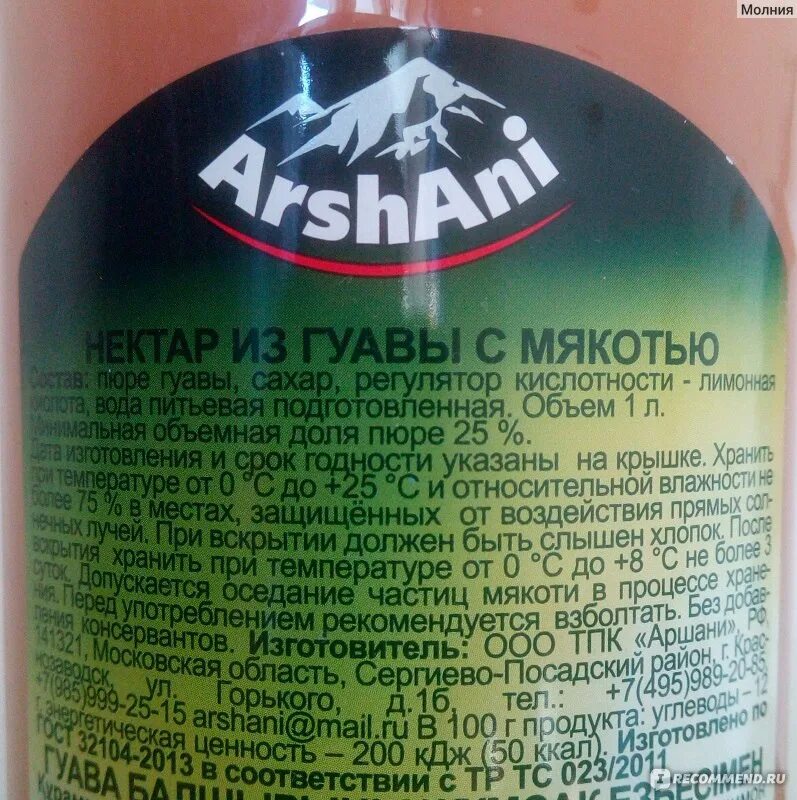 Молния
ArshAni
НЕКТАР ИЗ ГУАВЫ С МЯКОТЬЮ
Состав: пюре гуавы, сахар, регулятор кислотности - лимонная
кислота, вода питьевая подготовленная. Объем 1 л.
Минимальная объемная доля пюре 25 %.
Дата изготовления и срок годности указаны на крышке. Хранить
при температуре от 0 °С до +25 °С и относительной влажности не
более 75 % в местах, защищённых от воздействия прямых сол-
нечных лучей. При вскрытии должен быть слышен хлопок. После
вскрытия хранить при температуре от 0 °С до +8 °С не более 3
суток. Допускается оседание частиц мякоти в процессе хране-
ния. Перед употреблением рекомендуется взболтать. Без добав-
ления консервантов. Изготовитель: ООО ТПК «Аршани», РФ,
141321, Московская область, Сергиево-Посадский район, г. Крас-
нозаводск, ул. Горького, д.1б, тел.: +7(495)989-20-85,
+7(985)999-25-15 arshani@mail.ru В 100 г продукта: углеводы – 12
г, энергетическая ценность – 200 кДж (50 ккал). Изготовлено по
ГОСТ 32104-2013 в соответствии с ТР ТС 023/2011
ГУАВА
IRECOMMEND.RU